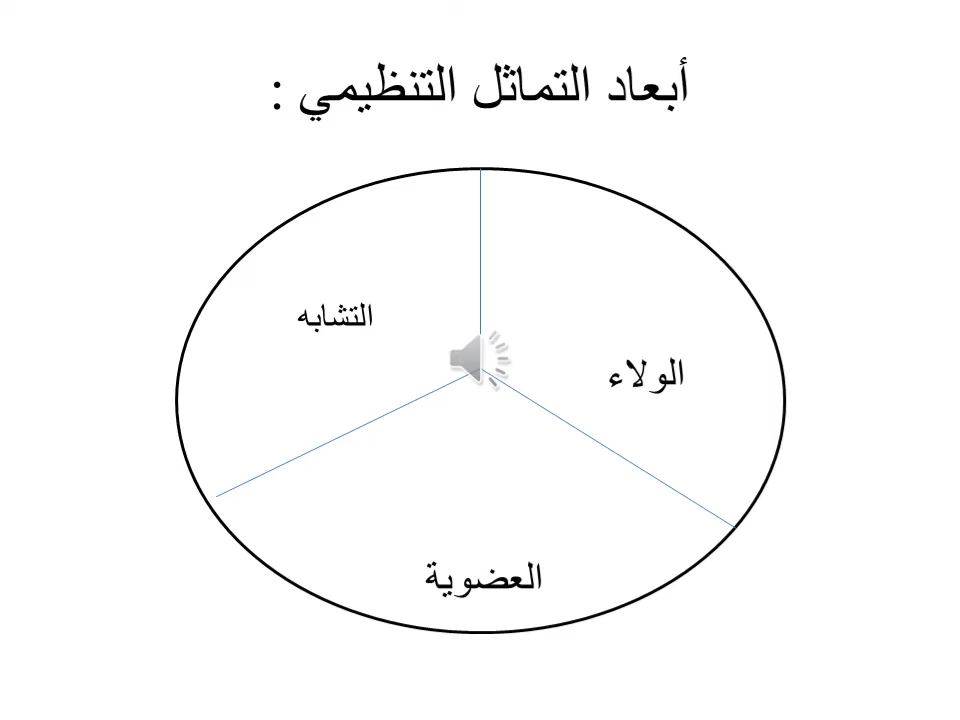 أبعاد التماثل التنظيمي :
التشابه
الولاء
العضوية